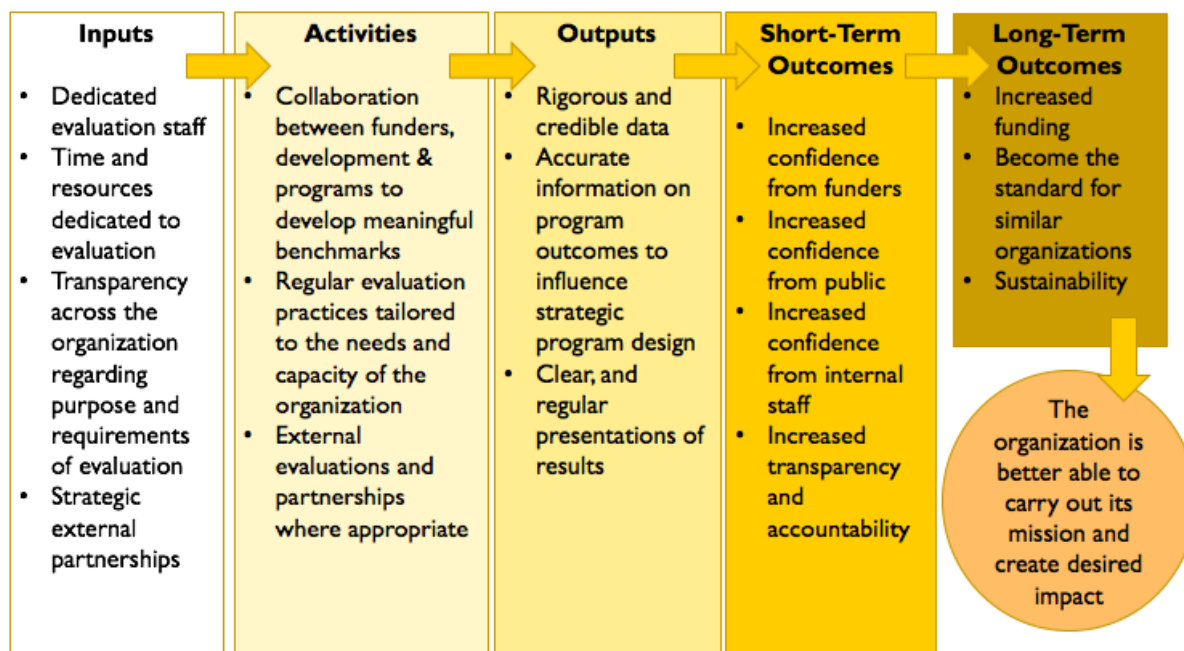 Inputs
• Dedicated
evaluation staff
• Time and
resources
dedicated to
evaluation
• Transparency
across the
organization
regarding
purpose and
requirements
of evaluation
• Strategic
external
partnerships
Activities
• Collaboration
between funders,
development &
programs to
develop meaningful
benchmarks
• Regular evaluation
practices tailored
to the needs and
capacity of the
organization
• External
evaluations and
partnerships
where appropriate
Outputs
• Rigorous and
credible data
• Accurate
information on
program
outcomes to
influence
strategic
program design
• Clear, and
regular
presentations of
results
Short-Term
Outcomes
• Increased
confidence
from funders
• Increased
confidence
from public
• Increased
confidence
from internal
staff
• Increased
transparency
and
accountability
Long-Term
Outcomes
• Increased
funding
• Become the
standard for
similar
organizations
• Sustainability
The
organization is
better able to
carry out its
mission and
create desired
impact